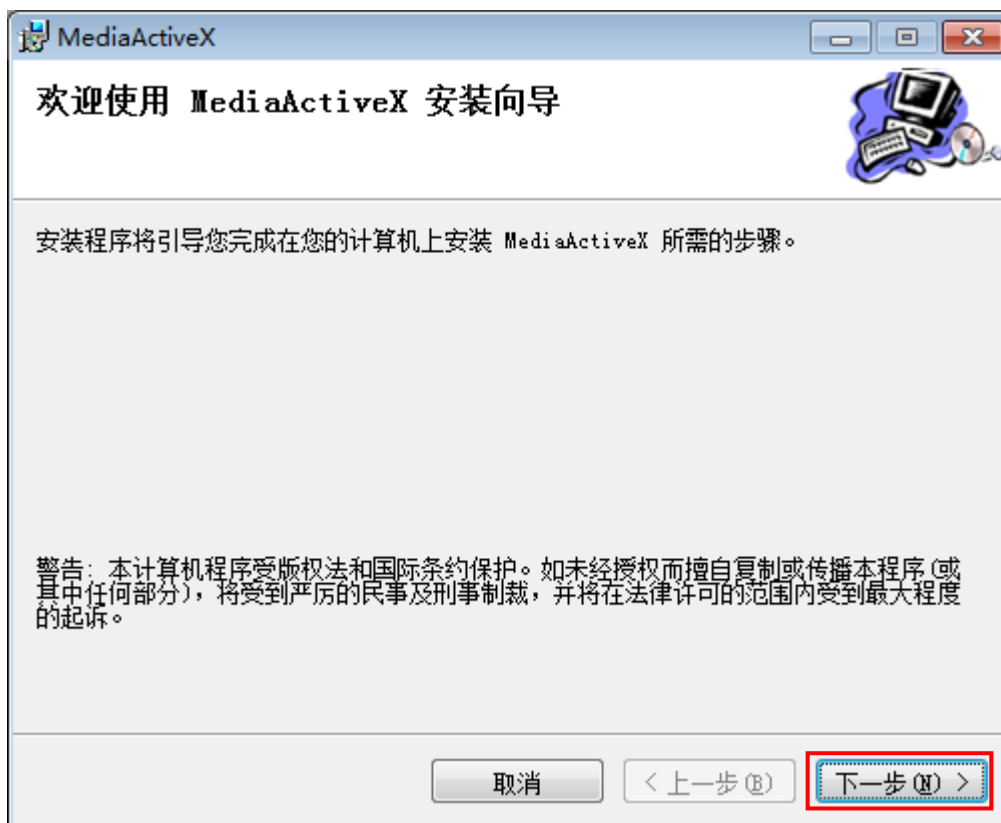 MediaActiveX
欢迎使用 MediaActiveX 安装向导
安装程序将引导您完成在您的计算机上安装 MediaActiveX 所需的步骤。
警告: 本计算机程序受版权法和国际条约保护。如未经授权而擅自复制或传播本程序(或
其中任何部分)，将受到严厉的民事及刑事制裁，并将在法律许可的范围内受到最大程度
的起诉。
取消 < 上一步(B) 下一步(N) >